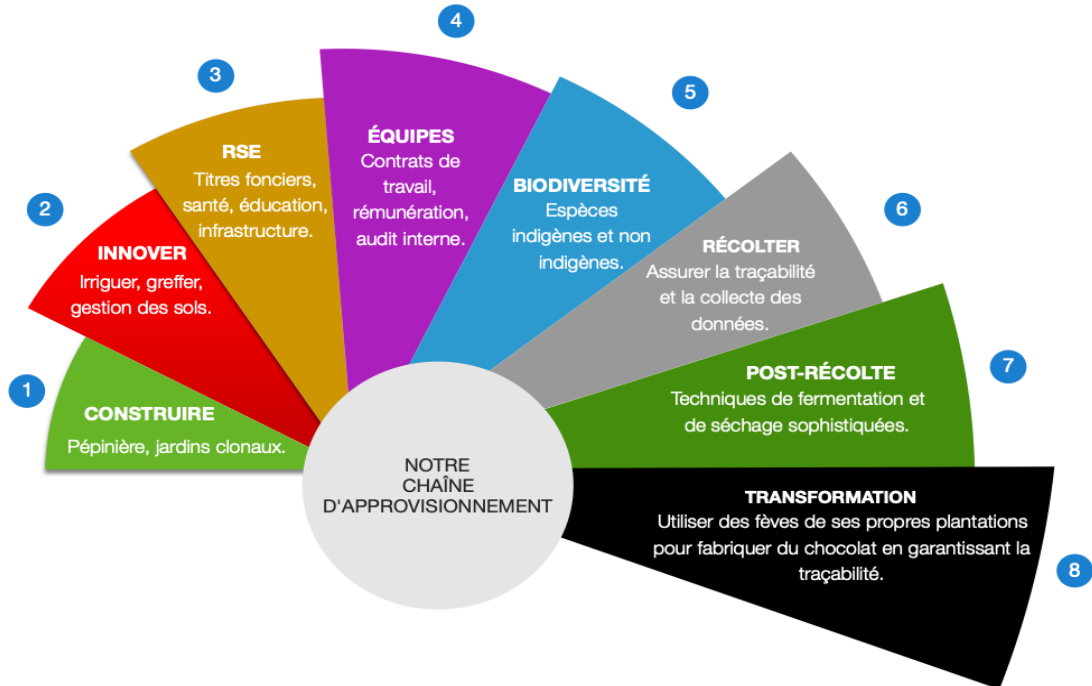 1
CONSTRUIRE
Pépinière, jardins clonaux.
2
INNOVER
Irriguer, greffer,
gestion des sols.
3
RSE
Titres fonciers,
santé, éducation,
infrastructure.
4
ÉQUIPES
Contrats de
travail,
rémunération,
audit interne.
5
BIODIVERSITÉ
Espèces
indigènes et non
indigènes.
6
RÉCOLTER
Assurer la traçabilité
et la collecte des
données.
7
POST-RÉCOLTE
Techniques de fermentation et
de séchage sophistiquées.
8
TRANSFORMATION
Utiliser des fèves de ses propres plantations
pour fabriquer du chocolat en garantissant la
traçabilité.
NOTRE
CHAÎNE
D'APPROVISIONNEMENT